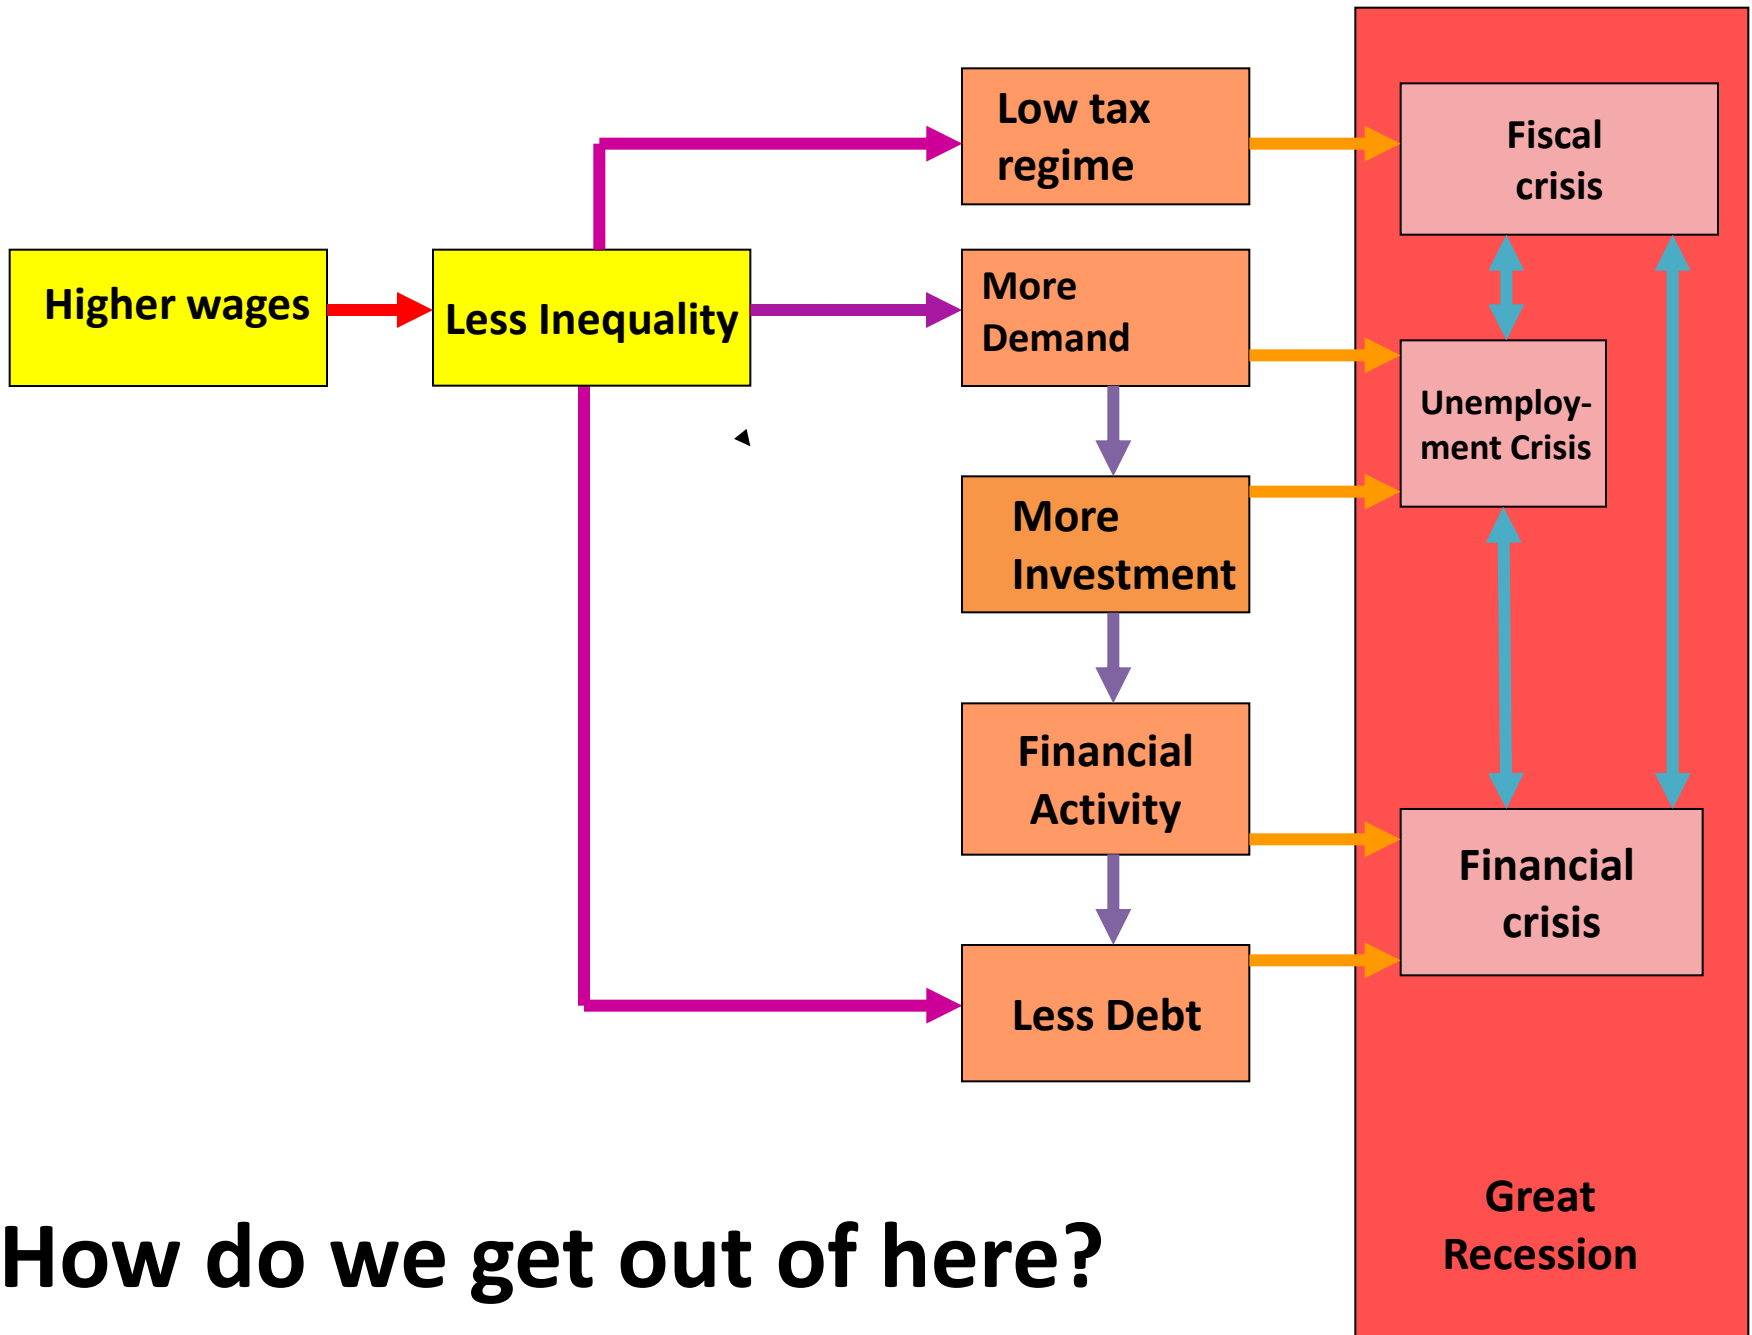 Low tax
regime
Fiscal
crisis
Higher wages
Less Inequality
More
Demand
Unemploy-
ment Crisis
More
Investment
Financial
Activity
Financial
crisis
Less Debt
Great
Recession
How do we get out of here?